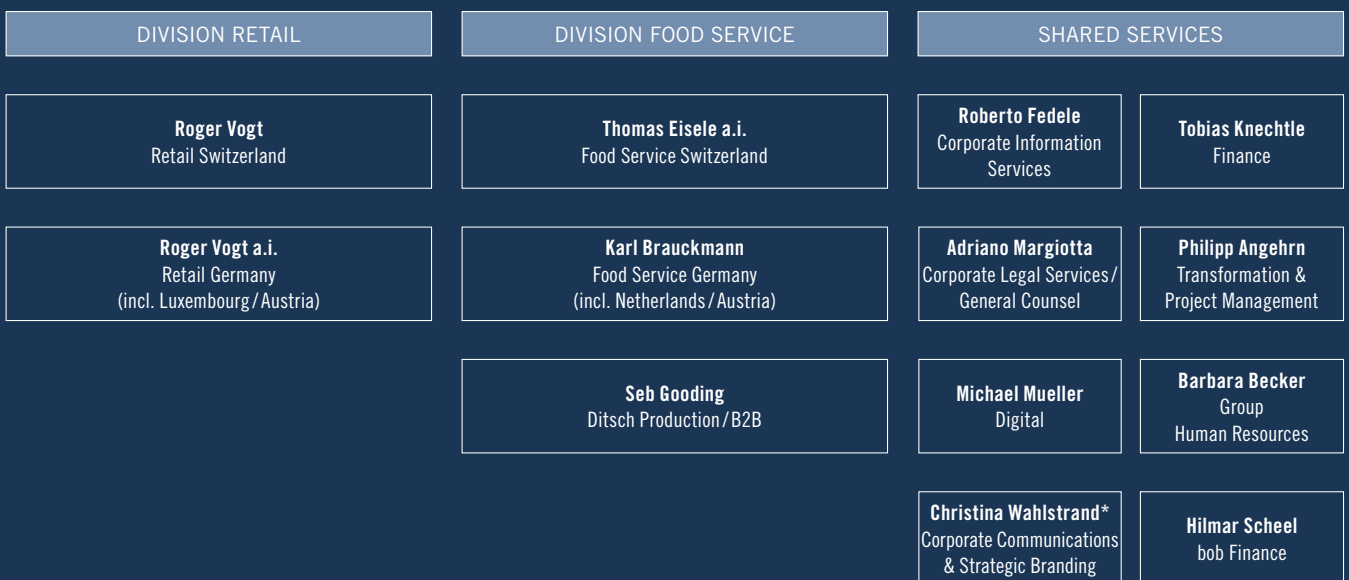 DIVISION RETAIL
Roger Vogt
Retail Switzerland
Roger Vogt a.i.
Retail Germany
(incl. Luxembourg / Austria)
DIVISION FOOD SERVICE
Thomas Eisele a.i.
Food Service Switzerland
Karl Brauckmann
Food Service Germany
(incl. Netherlands / Austria)
Seb Gooding
Ditsch Production / B2B
SHARED SERVICES
Roberto Fedele
Corporate Information
Services
Tobias Knechtle
Finance
Adriano Margiotta
Corporate Legal Services /
General Counsel
Philipp Angehrn
Transformation &
Project Management
Michael Mueller
Digital
Barbara Becker
Group
Human Resources
Christina Wahlstrand*
Corporate Communications
& Strategic Branding
Hilmar Scheel
bob Finance